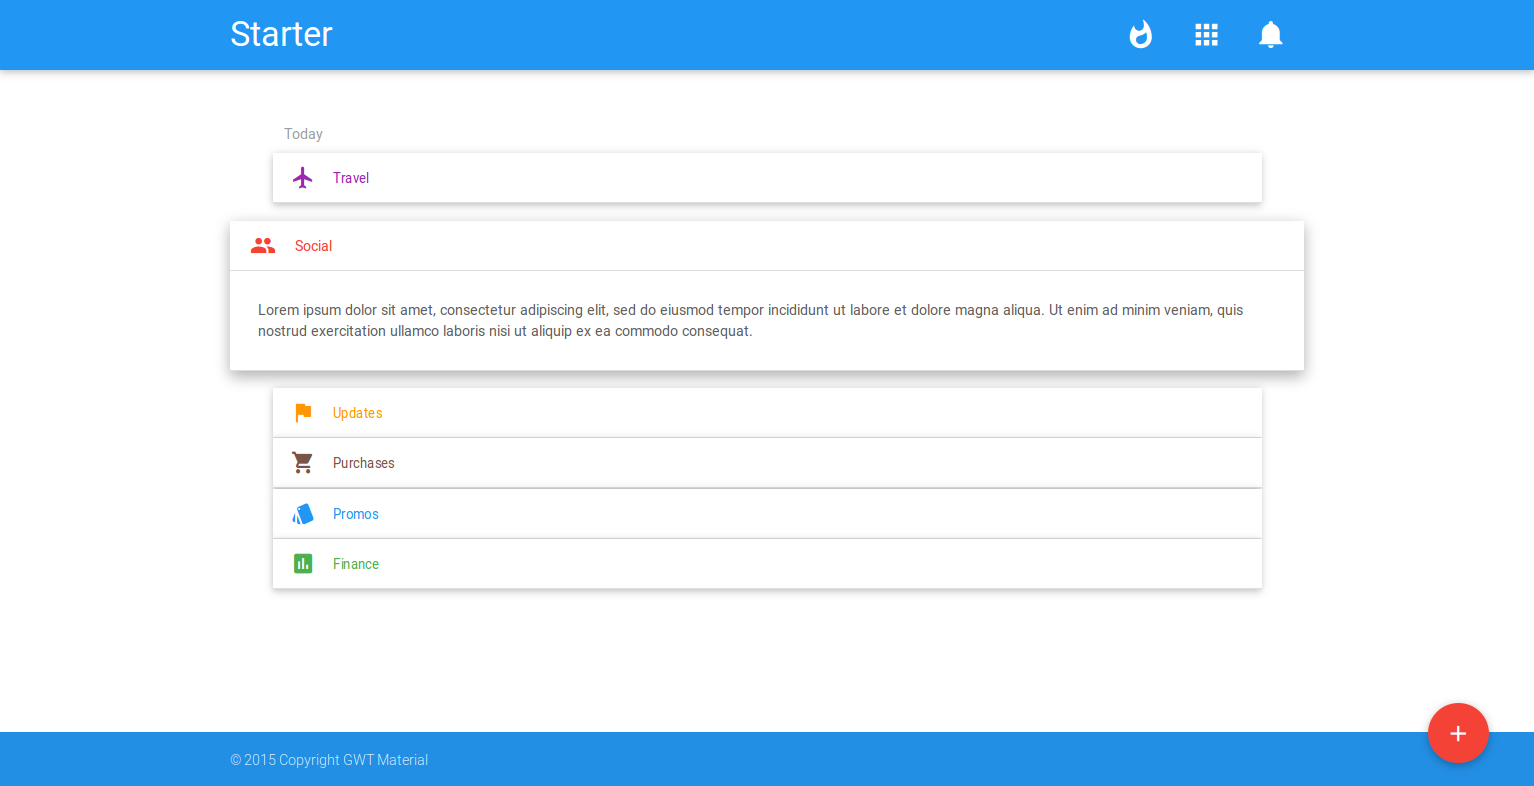 Starter
Today
Travel
Social
Lorem ipsum dolor sit amet, consectetur adipiscing elit, sed do eiusmod tempor incididunt ut labore et dolore magna aliqua. Ut enim ad minim veniam, quis
nostrud exercitation ullamco laboris nisi ut aliquip ex ea commodo consequat.
Updates
Purchases
Promos
Finance
© 2015 Copyright GWT Material